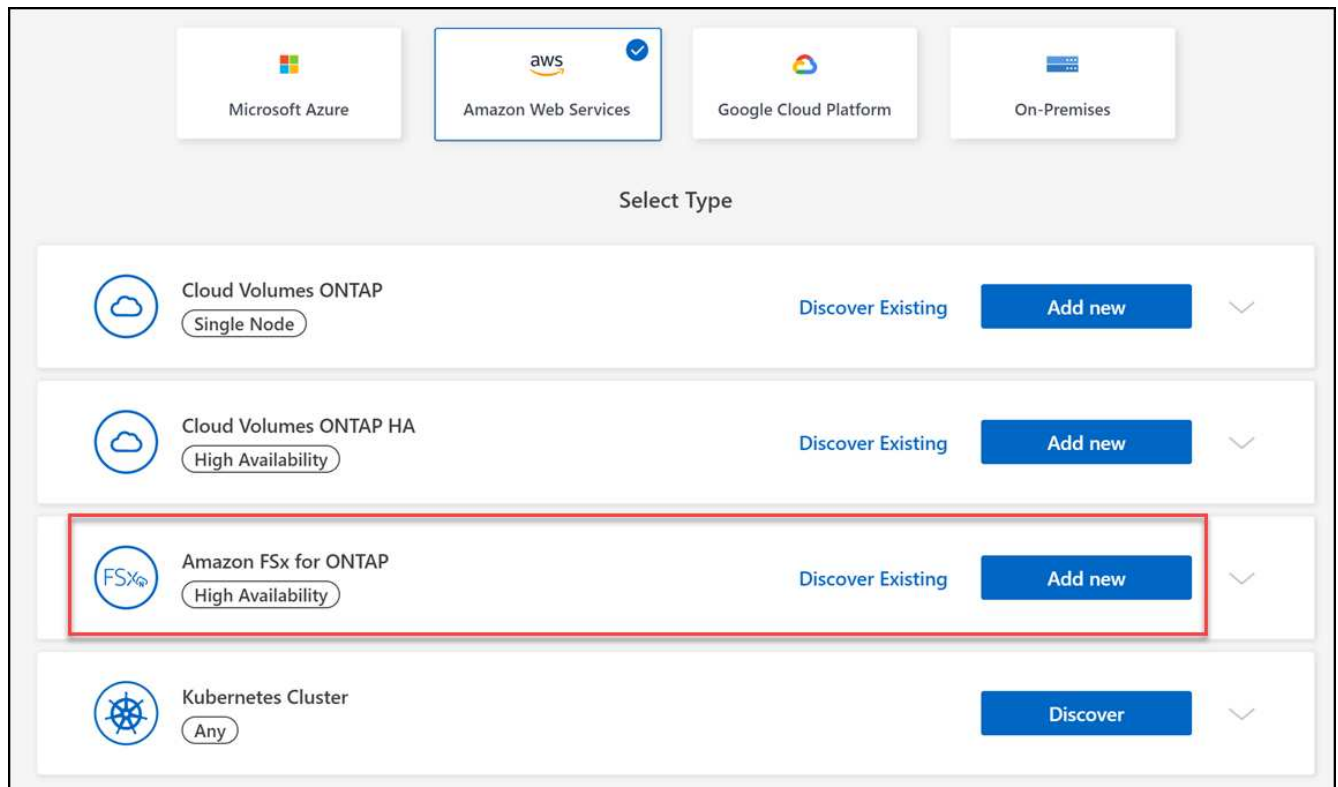 aws
Microsoft Azure
Amazon Web Services
Google Cloud Platform
On-Premises
Select Type
Cloud Volumes ONTAP
Single Node
Discover Existing
Add new
Cloud Volumes ONTAP HA
High Availability
Discover Existing
Add new
FSx
Amazon FSx for ONTAP
High Availability
Discover Existing
Add new
Kubernetes Cluster
Any
Discover